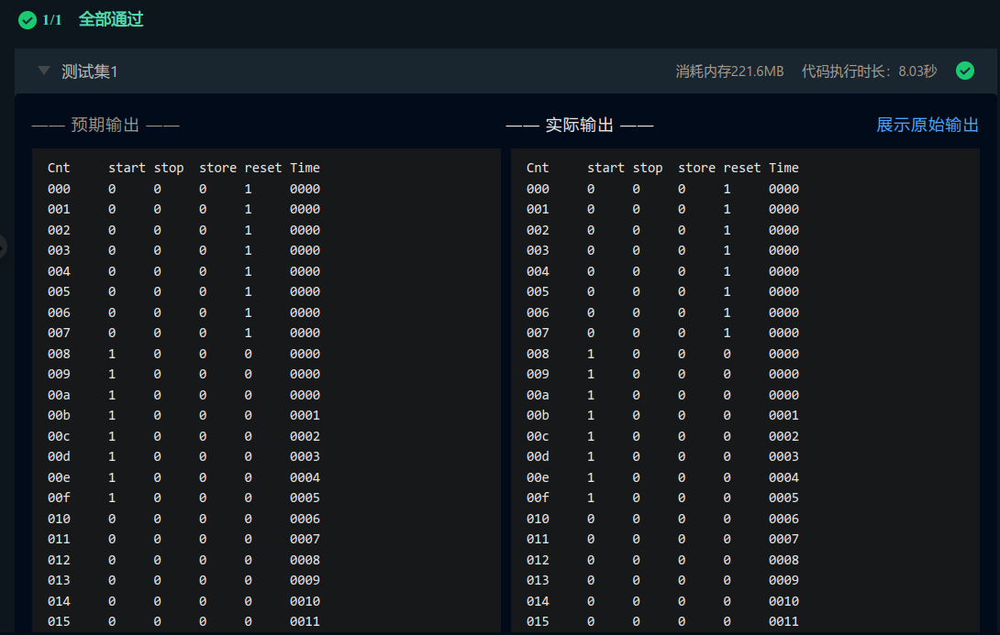 1/1 全部通过
测试集1 消耗内存221.6MB 代码执行时长：8.03秒
—— 预期输出 —— —— 实际输出 —— 展示原始输出
Cnt start stop store reset Time Cnt start stop store reset Time
000 0 0 0 1 0000 000 0 0 0 1 0000
001 0 0 0 1 0000 001 0 0 0 1 0000
002 0 0 0 1 0000 002 0 0 0 1 0000
003 0 0 0 1 0000 003 0 0 0 1 0000
004 0 0 0 1 0000 004 0 0 0 1 0000
005 0 0 0 1 0000 005 0 0 0 1 0000
006 0 0 0 1 0000 006 0 0 0 1 0000
007 0 0 0 1 0000 007 0 0 0 1 0000
008 1 0 0 0 0000 008 1 0 0 0 0000
009 1 0 0 0 0000 009 1 0 0 0 0000
00a 1 0 0 0 0000 00a 1 0 0 0 0000
00b 1 0 0 0 0001 00b 1 0 0 0 0001
00c 1 0 0 0 0002 00c 1 0 0 0 0002
00d 1 0 0 0 0003 00d 1 0 0 0 0003
00e 1 0 0 0 0004 00e 1 0 0 0 0004
00f 1 0 0 0 0005 00f 1 0 0 0 0005
010 0 0 0 0 0006 010 0 0 0 0 0006
011 0 0 0 0 0007 011 0 0 0 0 0007
012 0 0 0 0 0008 012 0 0 0 0 0008
013 0 0 0 0 0009 013 0 0 0 0 0009
014 0 0 0 0 0010 014 0 0 0 0 0010
015 0 0 0 0 0011 015 0 0 0 0 0011